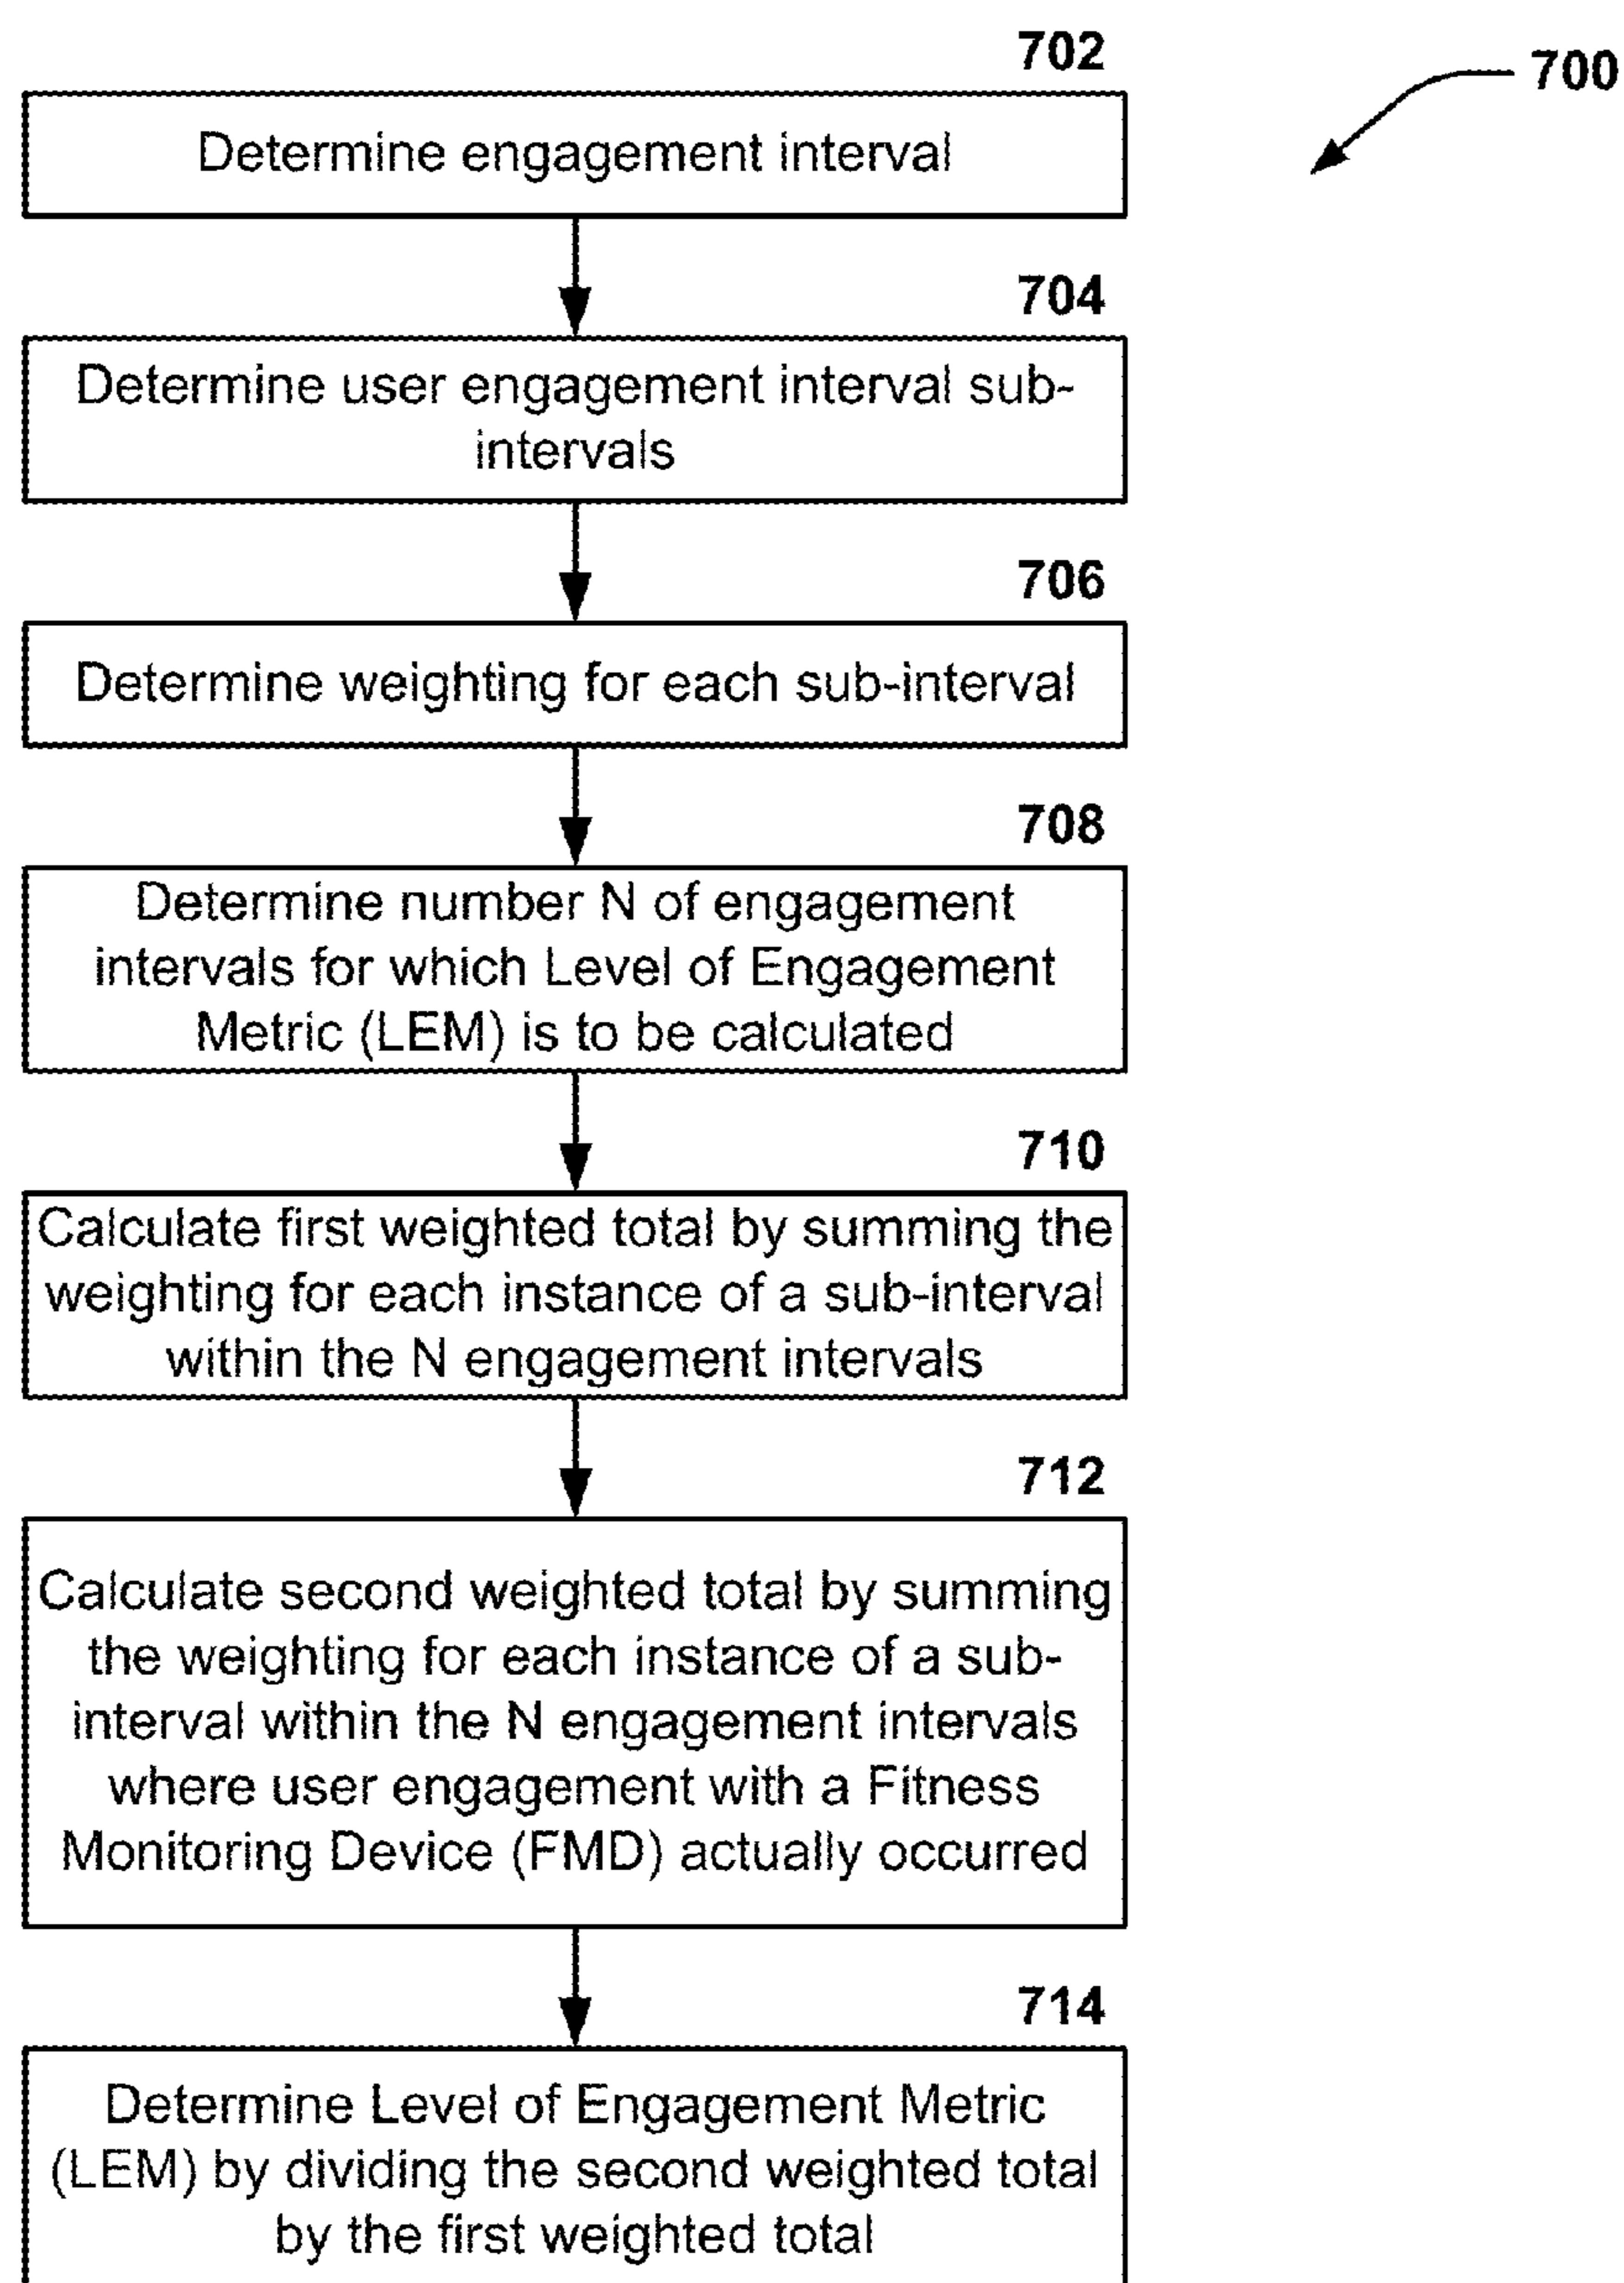 702
700
Determine engagement interval
704
Determine user engagement interval sub-
intervals
706
Determine weighting for each sub-interval
708
Determine number N of engagement
intervals for which Level of Engagement
Metric (LEM) is to be calculated
710
Calculate first weighted total by summing the
weighting for each instance of a sub-interval
within the N engagement intervals
712
Calculate second weighted total by summing
the weighting for each instance of a sub-
interval within the N engagement intervals
where user engagement with a Fitness
Monitoring Device (FMD) actually occurred
714
Determine Level of Engagement Metric
(LEM) by dividing the second weighted total
by the first weighted total